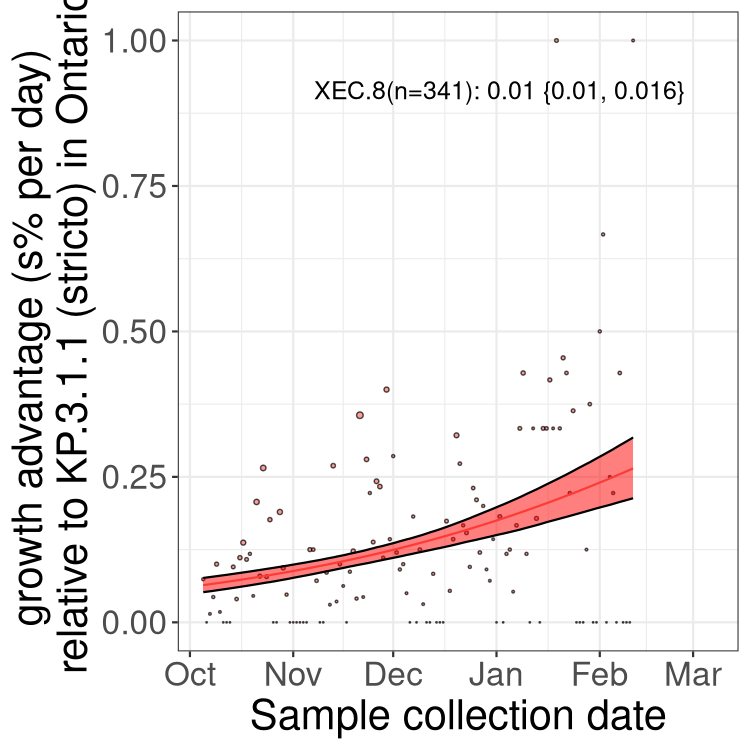 growth advantage (s% per day)
relative to KP.3.1.1 (stricto) in Ontario
1.00
0.75
0.50
0.25
0.00
XEC.8(n=341): 0.01 {0.01, 0.016}
Oct Nov Dec Jan Feb Mar
Sample collection date